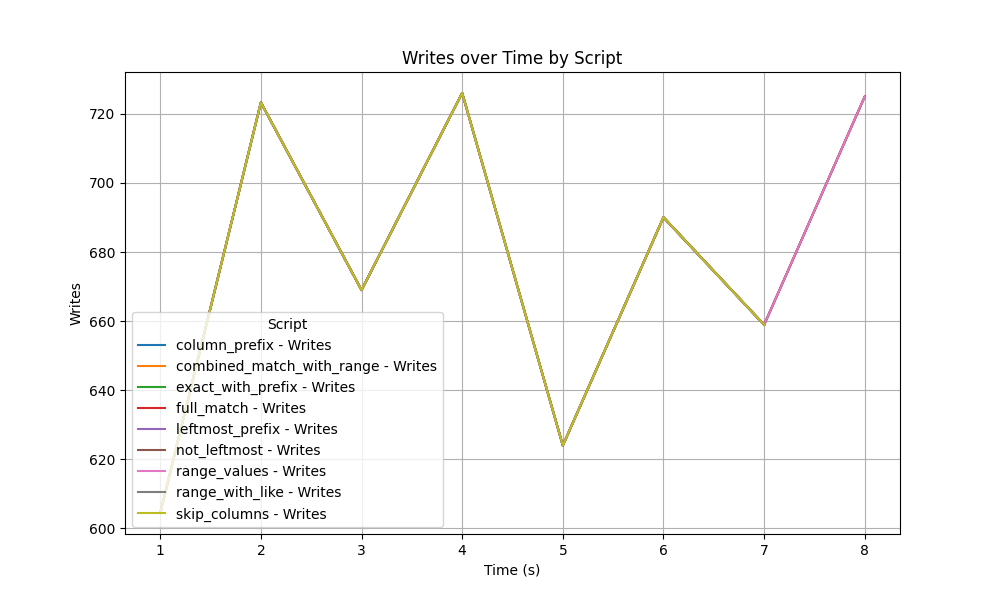 Writes over Time by Script
Writes
720
700
680
660
640
620
600
Script
column_prefix - Writes
combined_match_with_range - Writes
exact_with_prefix - Writes
full_match - Writes
leftmost_prefix - Writes
not_leftmost - Writes
range_values - Writes
range_with_like - Writes
skip_columns - Writes
1 2 3 4 5 6 7 8
Time (s)